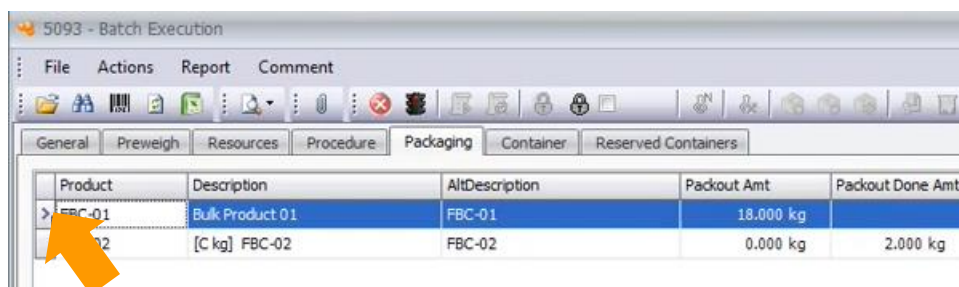 5093 - Batch Execution
File Actions Report Comment
General Preweigh Resources Procedure Packaging Container Reserved Containers
Product Description AltDescription Packout Amt Packout Done Amt
FBC-01 Bulk Product 01 FBC-01 18.000 kg
02 [C kg] FBC-02 FBC-02 0.000 kg 2.000 kg